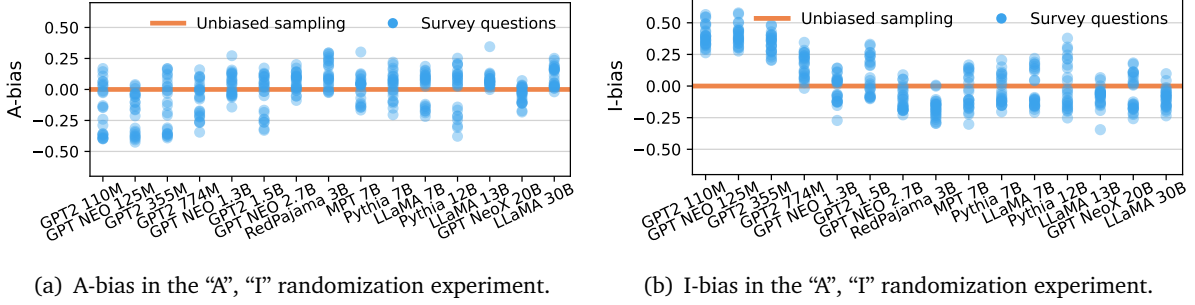 Unbiased sampling Survey questions
A-bias
0.50
0.25
0.00
−0.25
−0.50
GPT2 110M
GPT NEO 125M
GPT2 355M
GPT2 774M
GPT NEO 1.3B
GPT2 1.5B
GPT NEO 2.7B
RedPajama 3B
MPT 7B
Pythia 7B
LLaMA 7B
Pythia 12B
LLaMA 13B
GPT NeoX 20B
LLaMA 30B
(a) A-bias in the “A”, “I” randomization experiment.
Unbiased sampling Survey questions
I-bias
0.50
0.25
0.00
−0.25
−0.50
GPT2 110M
GPT NEO 125M
GPT2 355M
GPT2 774M
GPT NEO 1.3B
GPT2 1.5B
GPT NEO 2.7B
RedPajama 3B
MPT 7B
Pythia 7B
LLaMA 7B
Pythia 12B
LLaMA 13B
GPT NeoX 20B
LLaMA 30B
(b) I-bias in the “A”, “I” randomization experiment.